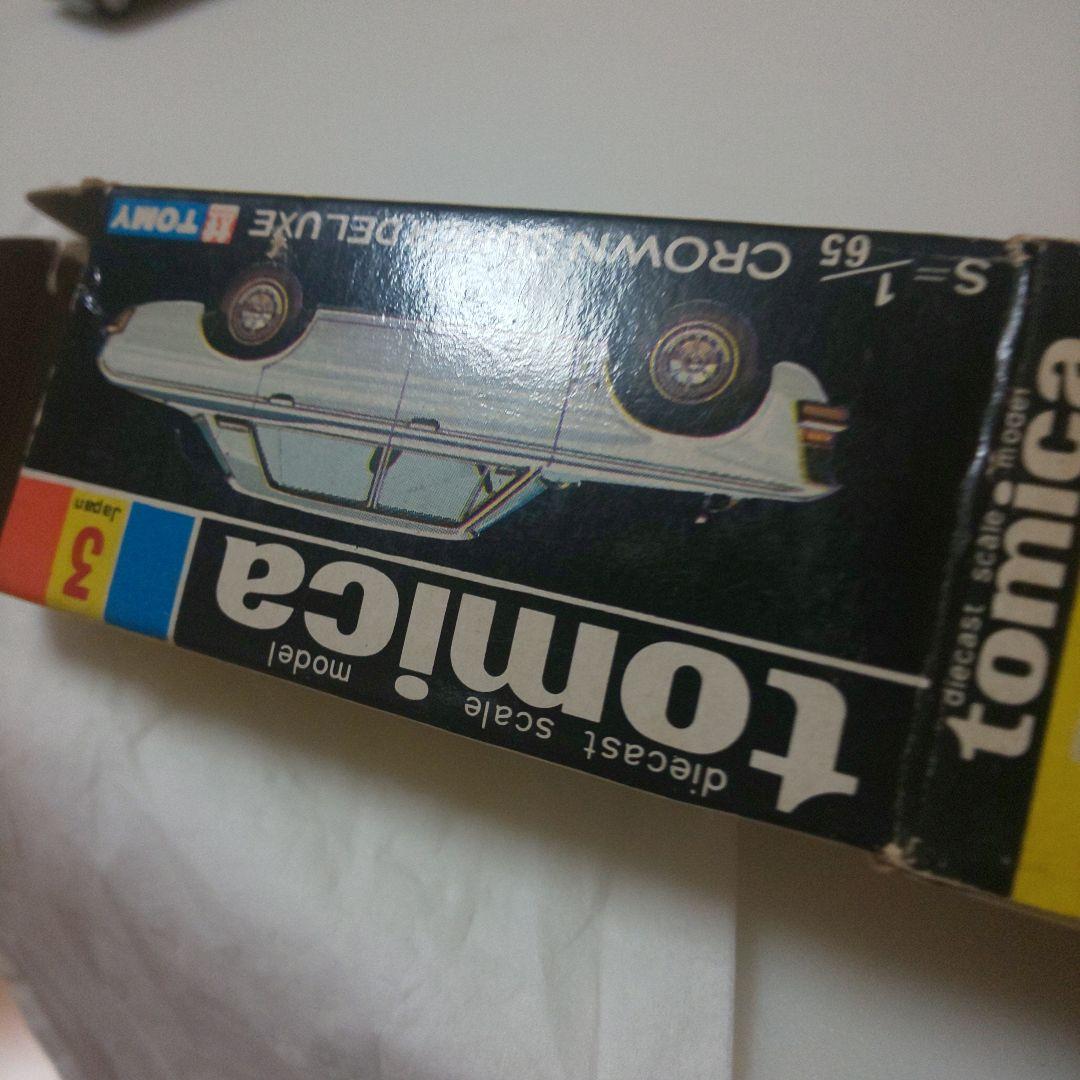 diecast scale model
tomica
3
Japan
S=1/65 CROWN SUPER DELUXE TOMY
diecast scale model
tomica